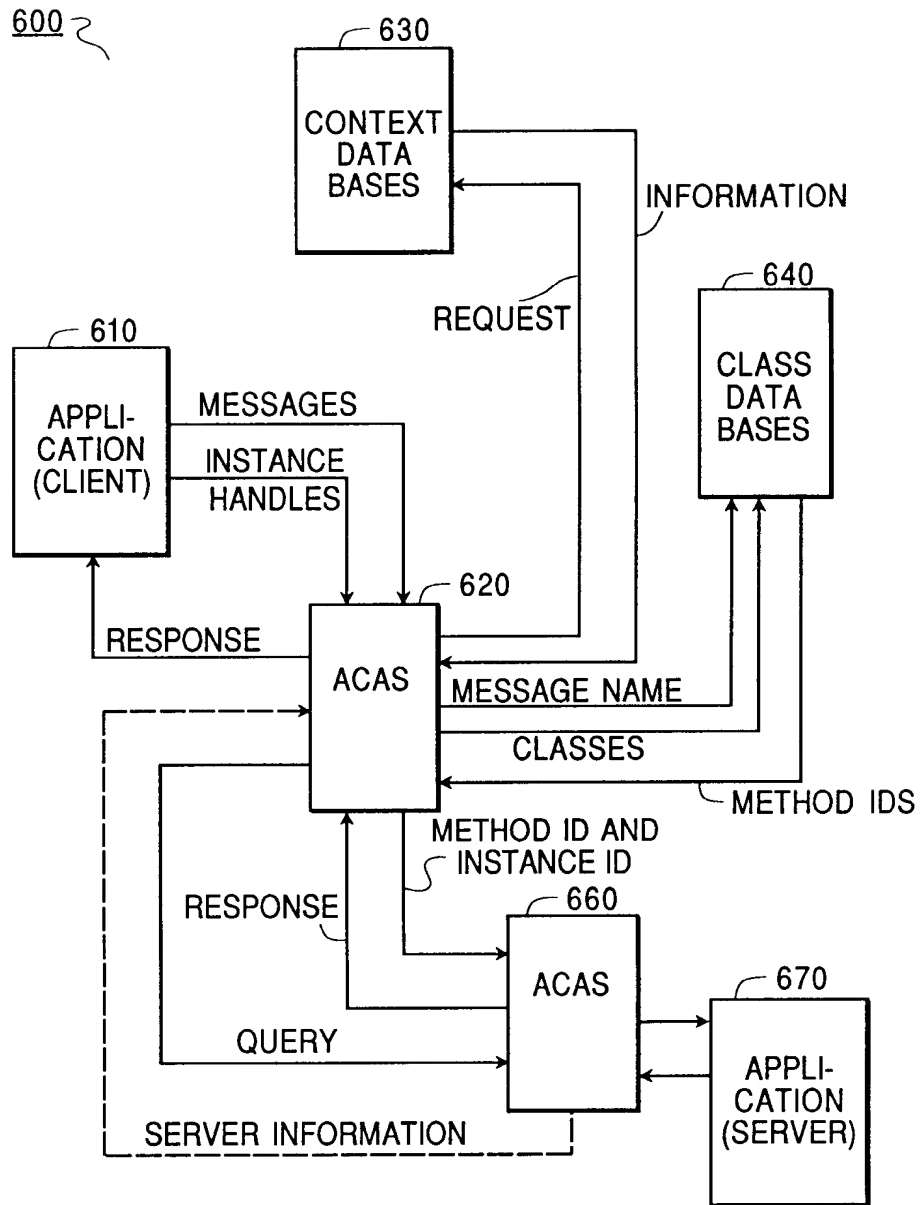 600
630
CONTEXT
DATA
BASES
INFORMATION
REQUEST
640
CLASS
DATA
BASES
610
APPLI-
CATION
(CLIENT)
MESSAGES
INSTANCE
HANDLES
RESPONSE
620
ACAS
MESSAGE NAME
CLASSES
METHOD IDS
METHOD ID AND
INSTANCE ID
RESPONSE
660
ACAS
QUERY
SERVER INFORMATION
670
APPLI-
CATION
(SERVER)